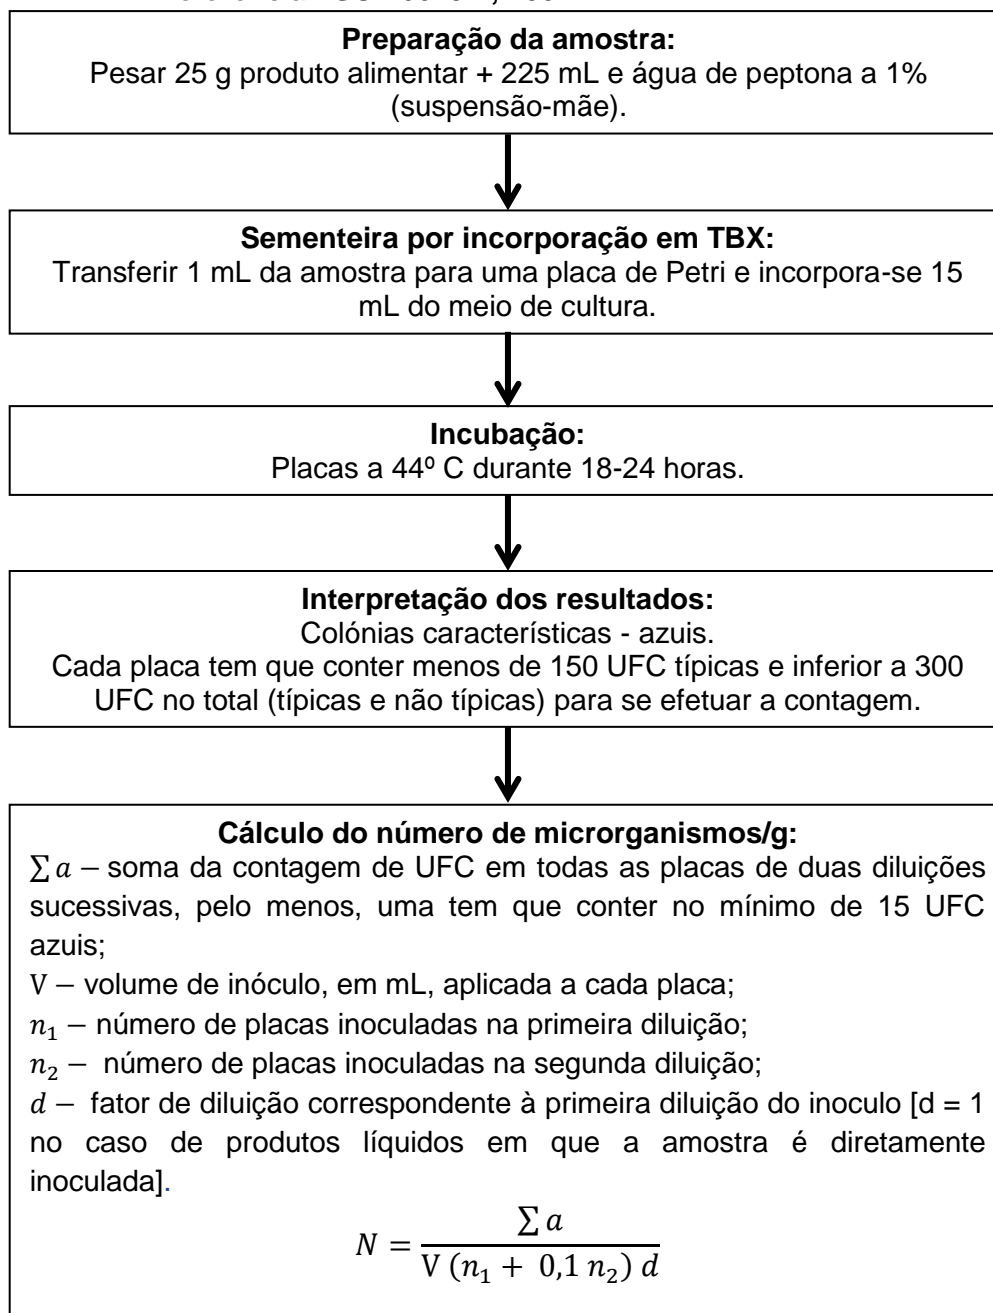 Preparação da amostra:
Pesar 25 g produto alimentar + 225 mL e água de peptona a 1%
(suspensão-mãe).
Sementeira por incorporação em TBX:
Transferir 1 mL da amostra para uma placa de Petri e incorpora-se 15
mL do meio de cultura.
Incubação:
Placas a 44º C durante 18-24 horas.
Interpretação dos resultados:
Colónias características - azuis.
Cada placa tem que conter menos de 150 UFC típicas e inferior a 300
UFC no total (típicas e não típicas) para se efetuar a contagem.
Cálculo do número de microrganismos/g:
∑ a − soma da contagem de UFC em todas as placas de duas diluições
sucessivas, pelo menos, uma tem que conter no mínimo de 15 UFC
azuis;
V − volume de inóculo, em mL, aplicada a cada placa;
n₁ − número de placas inoculadas na primeira diluição;
n₂ − número de placas inoculadas na segunda diluição;
d − fator de diluição correspondente à primeira diluição do inoculo [d = 1
no caso de produtos líquidos em que a amostra é diretamente
inoculada].
N = ∑ a / V (n₁ + 0,1 n₂) d